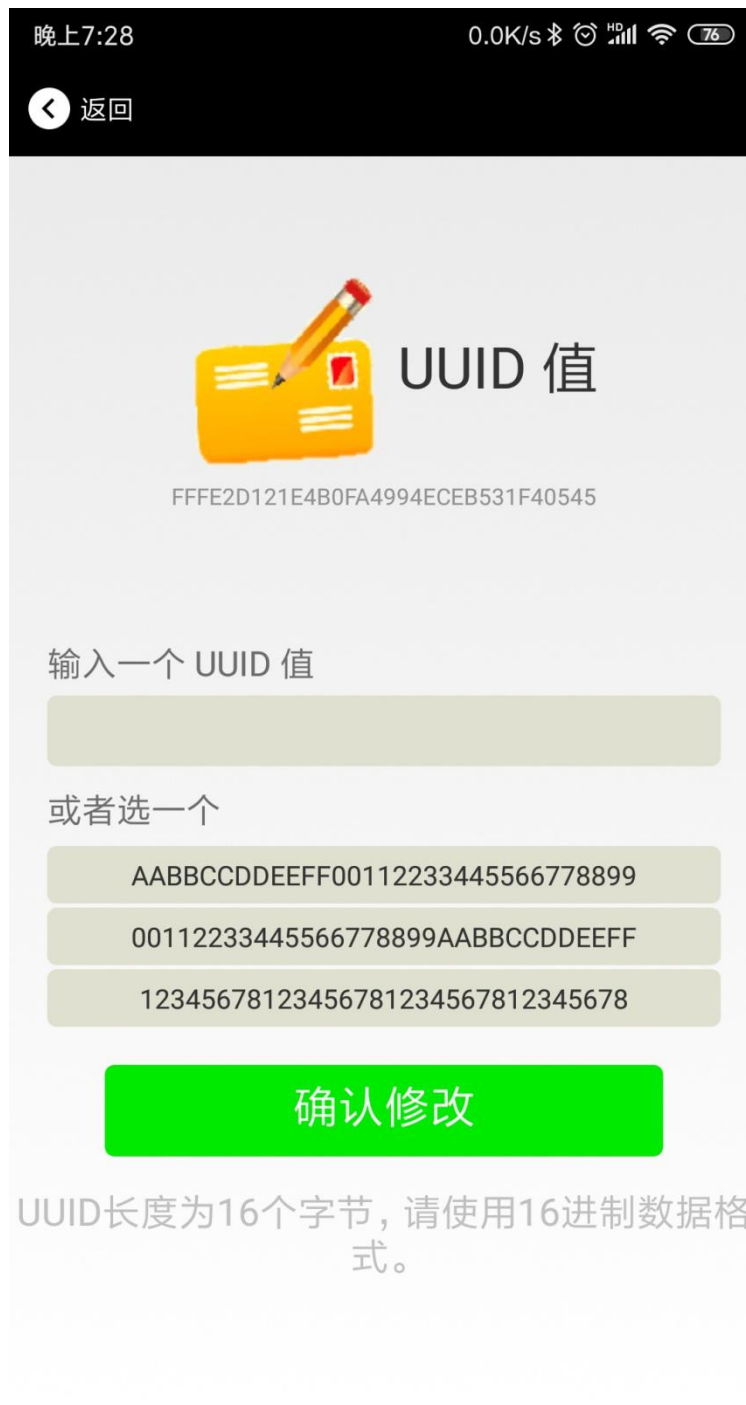 晚上7:28
0.0K/s HD 76
返回
UUID 值
FFFE2D121E4B0FA4994ECEB531F40545
输入一个 UUID 值
或者选一个
AABBCCDDEEFF00112233445566778899
00112233445566778899AABBCCDDEEFF
12345678123456781234567812345678
确认修改
UUID长度为16个字节，请使用16进制数据格
式。